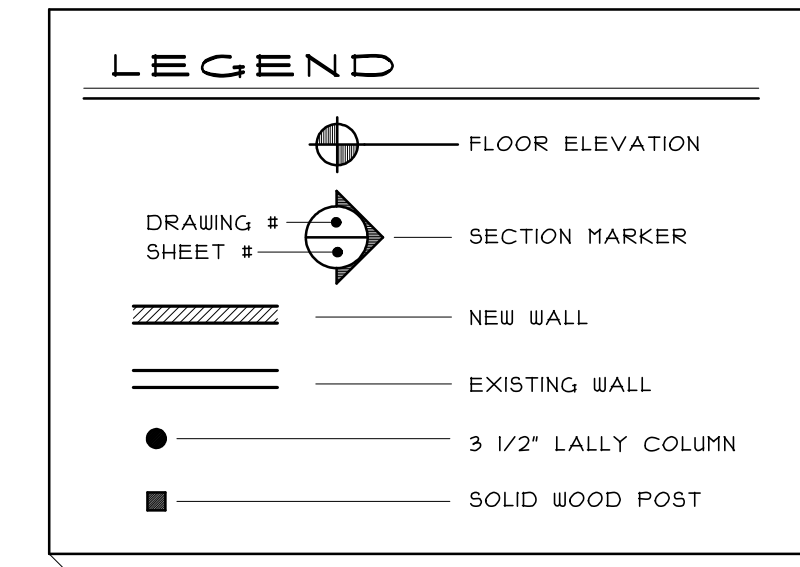 LEGEND
FLOOR ELEVATION
DRAWING #
SHEET #
SECTION MARKER
NEW WALL
EXISTING WALL
3 1/2" LALLY COLUMN
SOLID WOOD POST